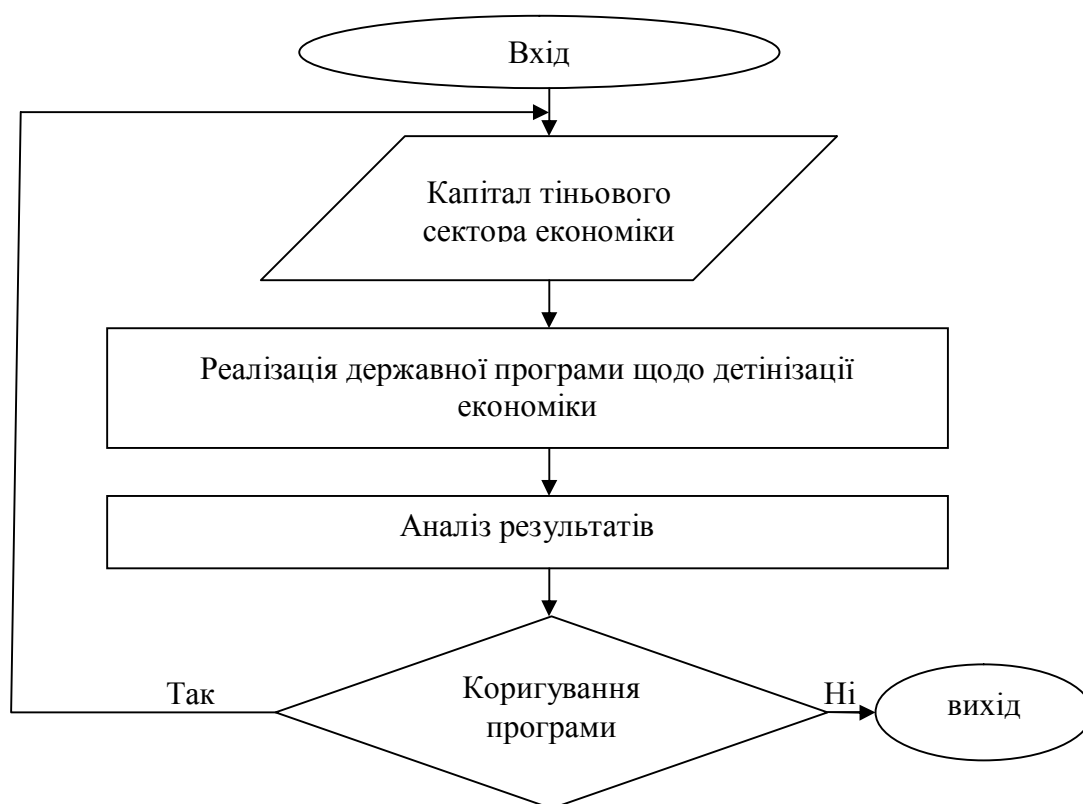 Вхід
Капітал тіньового
сектора економіки
Реалізація державної програми щодо детінізації
економіки
Аналіз результатів
Так
Коригування
програми
Ні
вихід